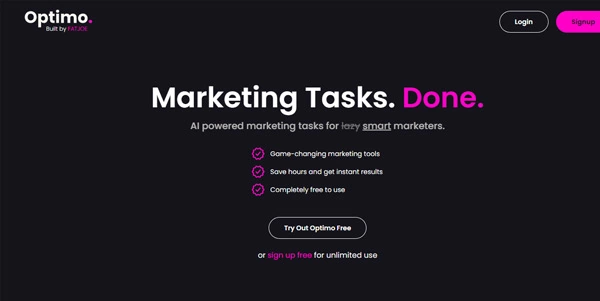 Optimo.
Built by FATJOE
Login
Signup
Marketing Tasks. Done.
AI powered marketing tasks for lazy smart marketers.
Game-changing marketing tools
Save hours and get instant results
Completely free to use
Try Out Optimo Free
or sign up free for unlimited use